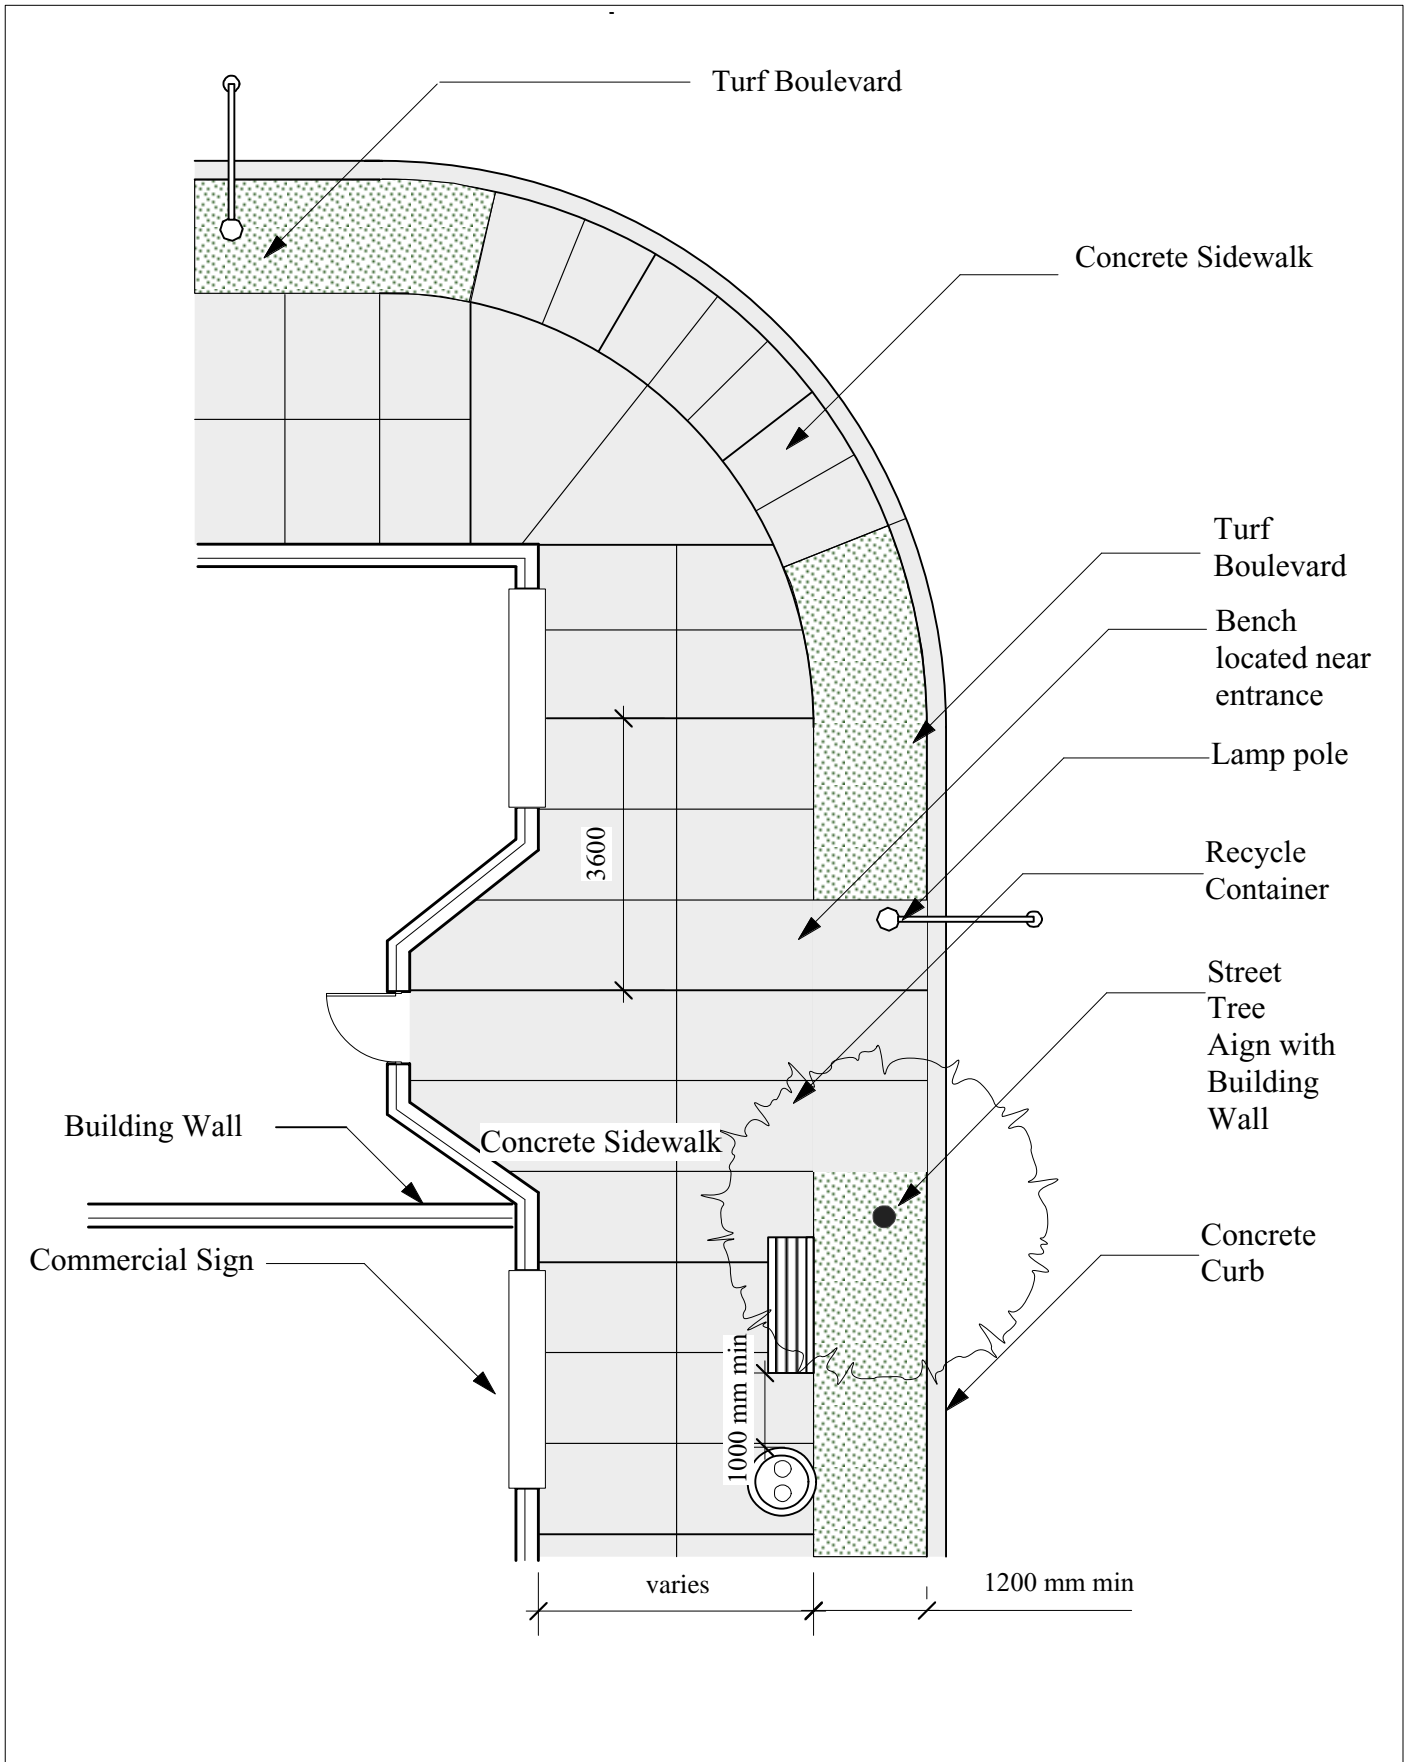 Turf Boulevard
Concrete Sidewalk
Turf
Boulevard
Bench
located near
entrance
Lamp pole
3600
Recycle
Container
Street
Tree
Aign with
Building
Wall
Building Wall
Concrete Sidewalk
Commercial Sign
Concrete
Curb
1000 mm min
varies
1200 mm min